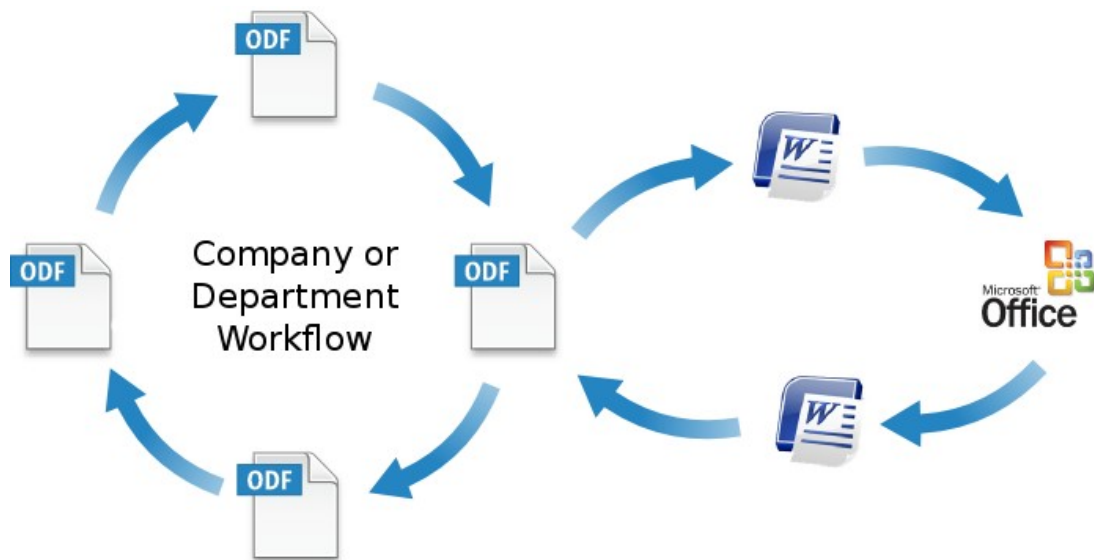 ODF
ODF
Company or
Department
Workflow
ODF
ODF
W
Microsoft
Office
W